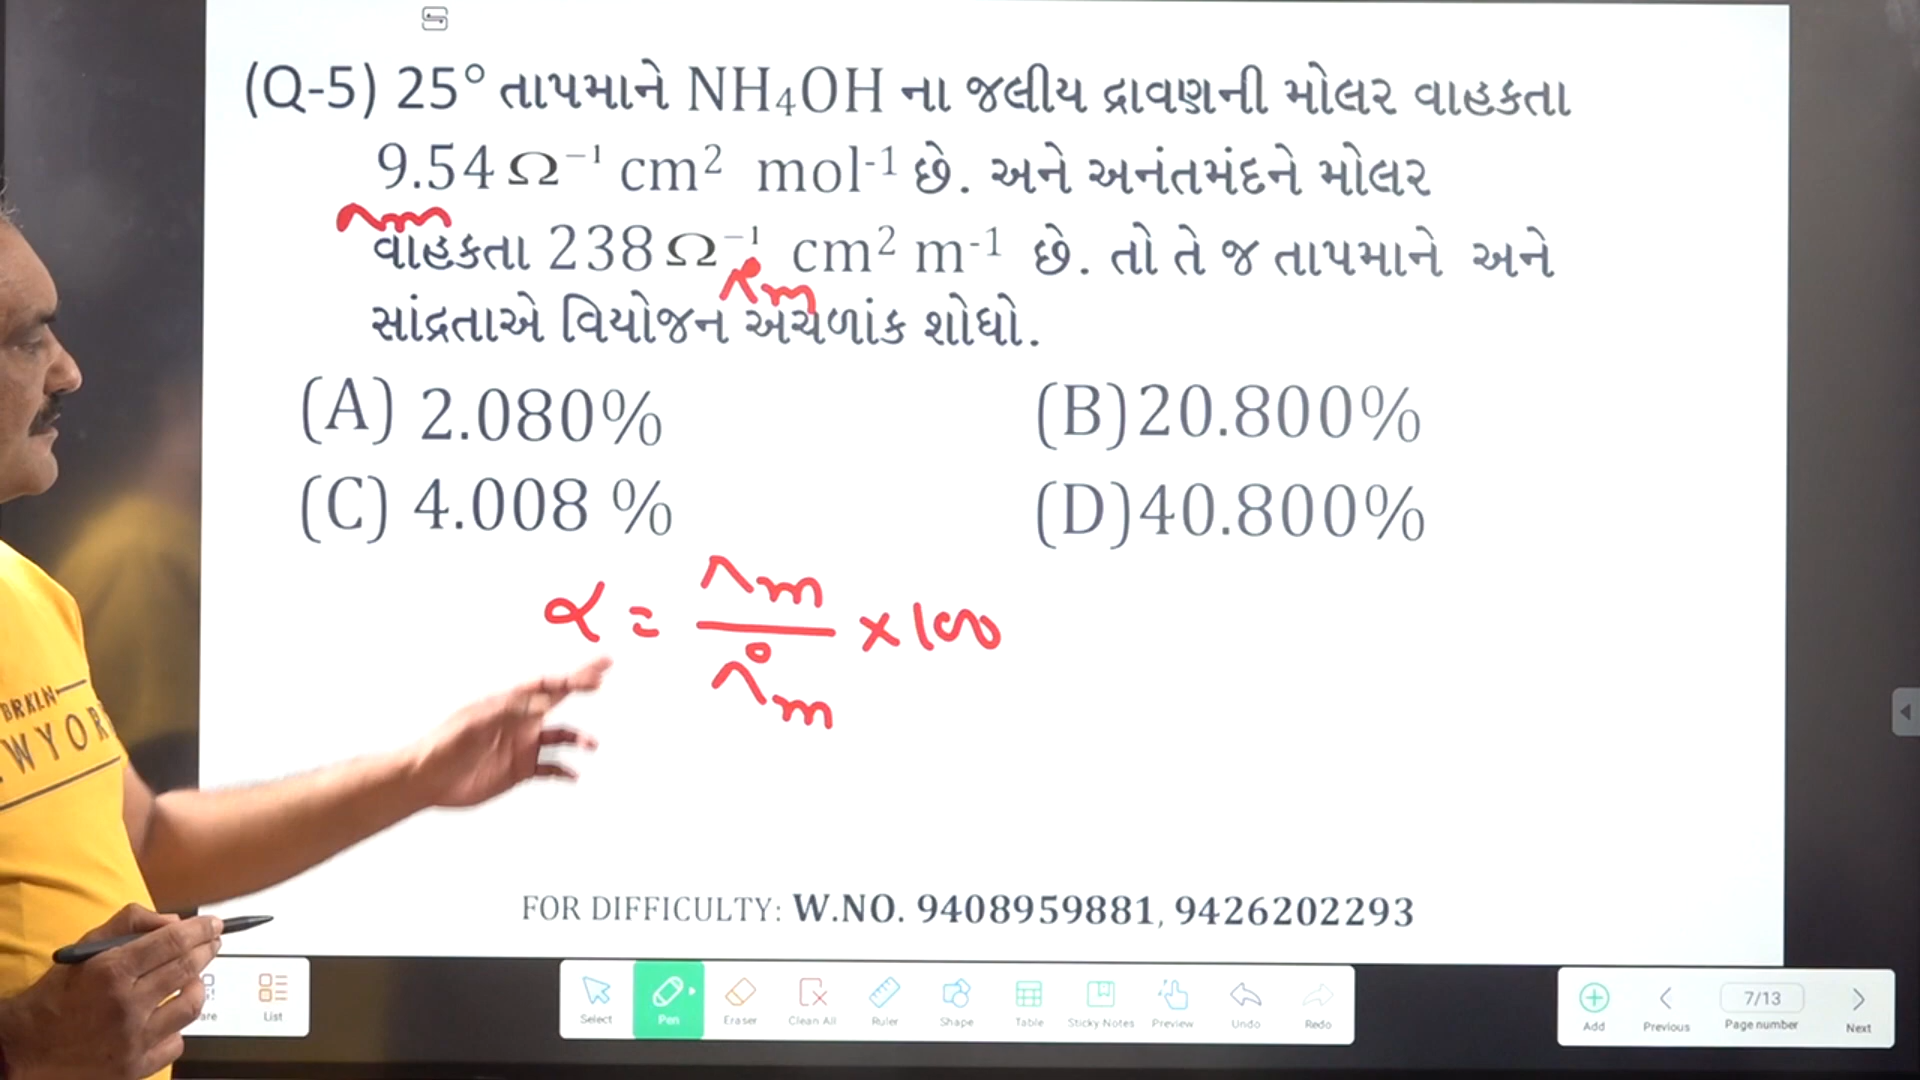 (Q-5) 25° તાપમાને NH₄OH ના જલીય દ્રાવણની મોલર વાહકતા
9.54 Ω⁻¹ cm² mol⁻¹ છે. અને અનંતમંદને મોલર
Λm
વાહકતા 238 Ω⁻¹ cm² m⁻¹ છે. તો તે જ તાપમાને અને
Λ°m
સાંદ્રતાએ વિયોજન અચળાંક શોધો.
(A) 2.080% (B) 20.800%
(C) 4.008 % (D) 40.800%
α = Λm / Λ°m × 100
BRKLN
EWYOR
FOR DIFFICULTY: W.NO. 9408959881, 9426202293
are List Select Pen Eraser Clean All Ruler Shape Table Sticky Notes Preview Undo Redo Add Previous 7/13 Page number Next